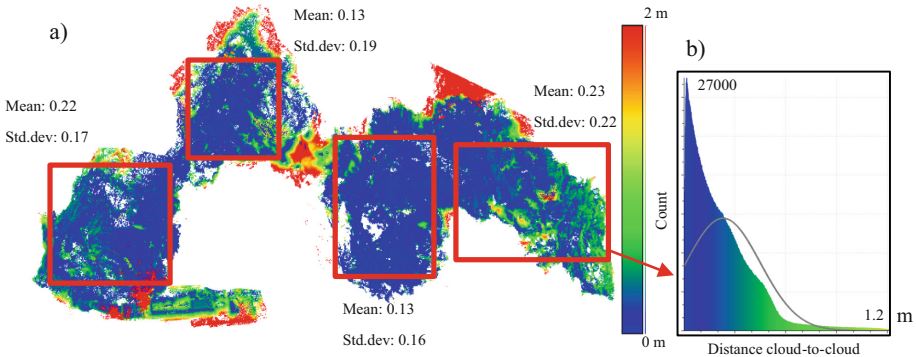 a)
Mean: 0.13
Std.dev: 0.19
Mean: 0.22
Std.dev: 0.17
Mean: 0.23
Std.dev: 0.22
Mean: 0.13
Std.dev: 0.16
2 m
0 m
b)
27000
Count
1.2 m
Distance cloud-to-cloud